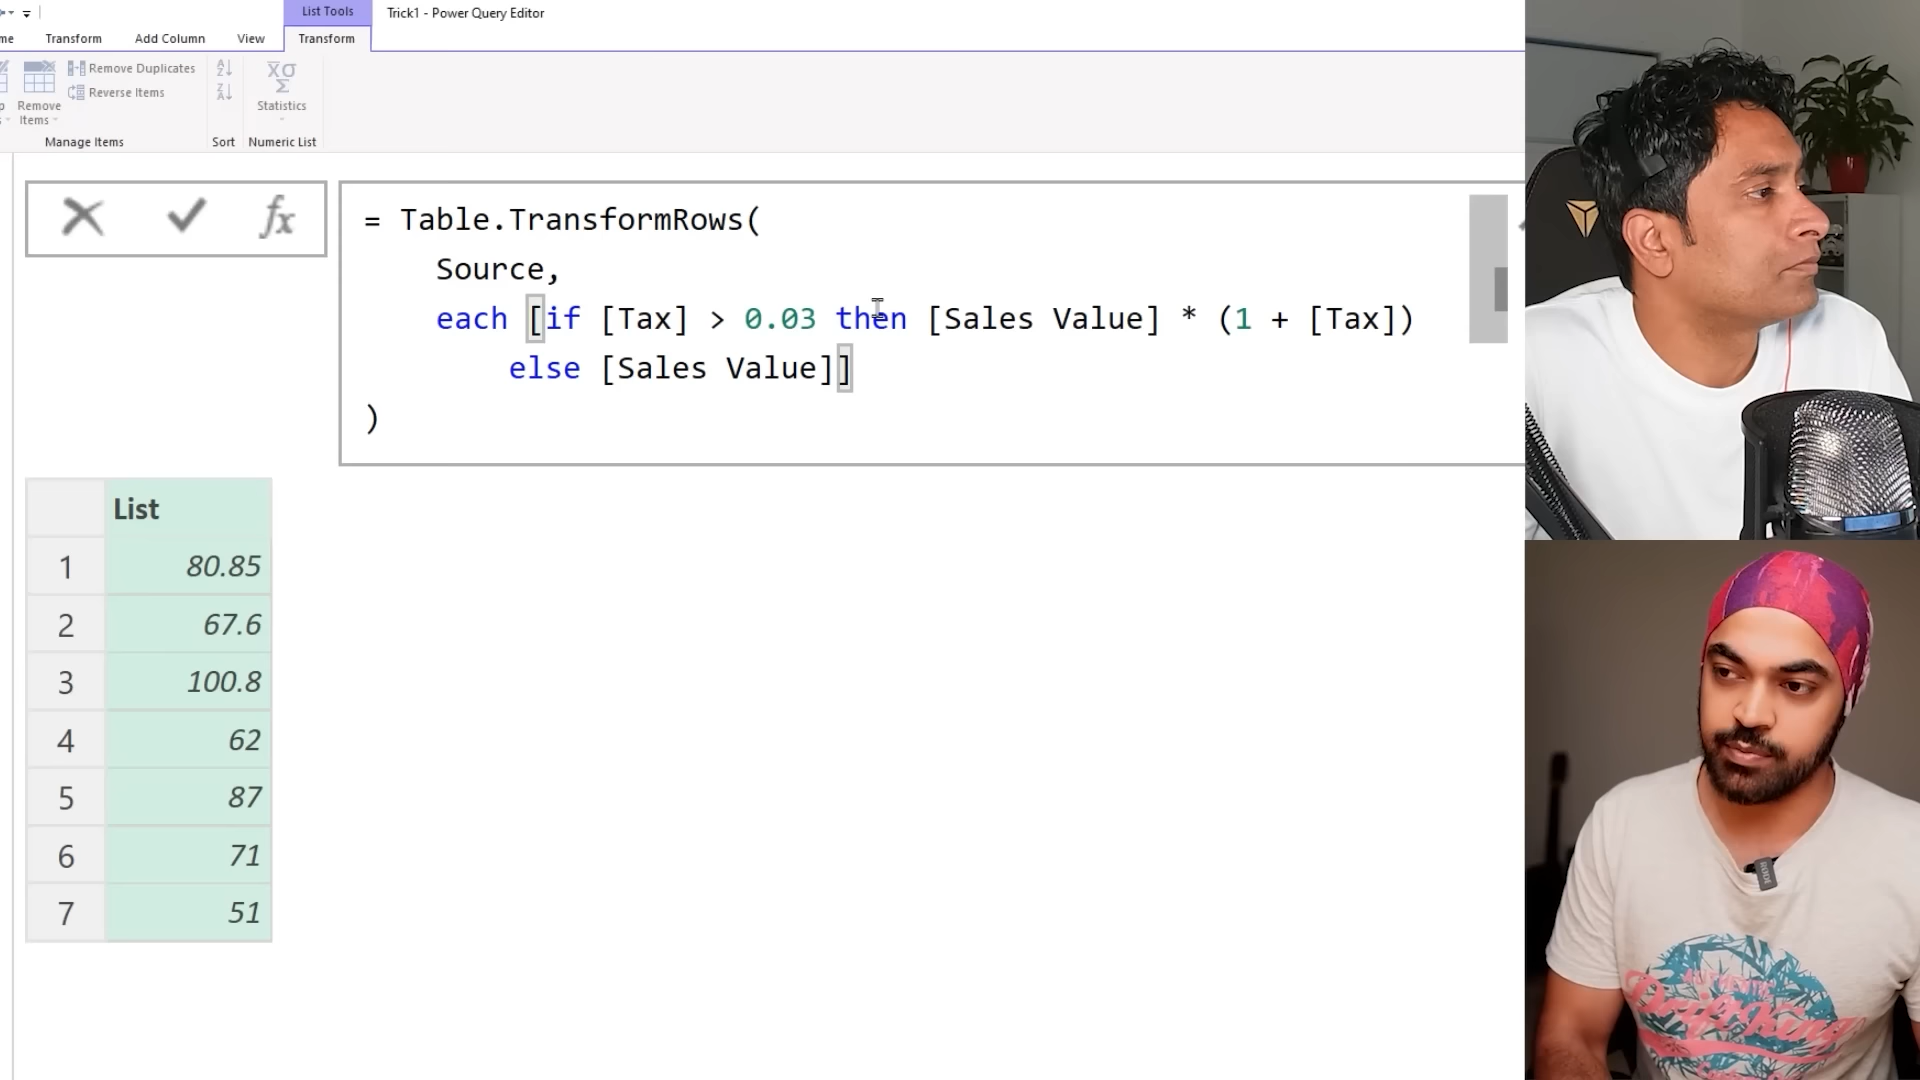 List Tools
Trick1 - Power Query Editor
me
Transform
Add Column
View
Transform
Remove Duplicates
Reverse Items
Remove
Items
Statistics
Manage Items
Sort
Numeric List
fx
= Table.TransformRows(
Source,
each [if [Tax] > 0.03 then [Sales Value] * (1 + [Tax])
else [Sales Value]]
)
List
1 80.85
2 67.6
3 100.8
4 62
5 87
6 71
7 51